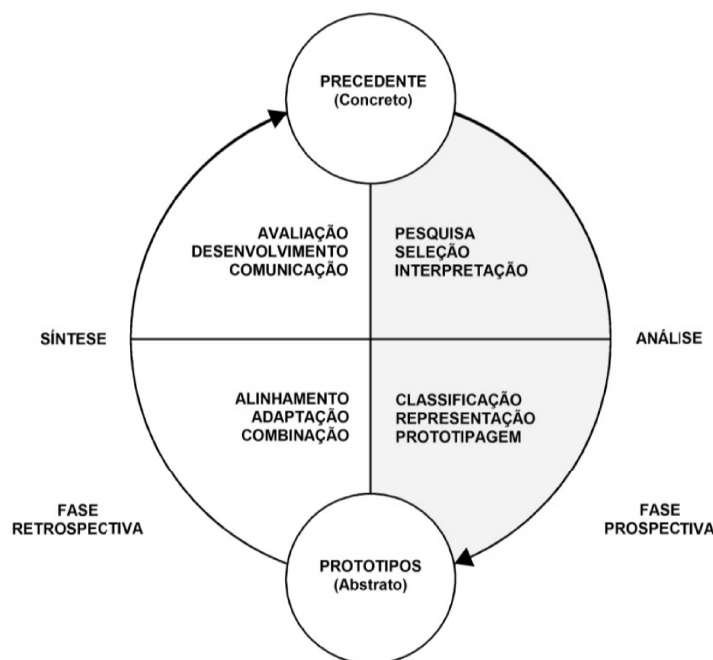 PRECEDENTE
(Concreto)
AVALIAÇÃO
DESENVOLVIMENTO
COMUNICAÇÃO
PESQUISA
SELEÇÃO
INTERPRETAÇÃO
SÍNTESE
ANÁLISE
ALINHAMENTO
ADAPTAÇÃO
COMBINAÇÃO
CLASSIFICAÇÃO
REPRESENTAÇÃO
PROTOTIPAGEM
FASE
RETROSPECTIVA
FASE
PROSPECTIVA
PROTOTIPOS
(Abstrato)